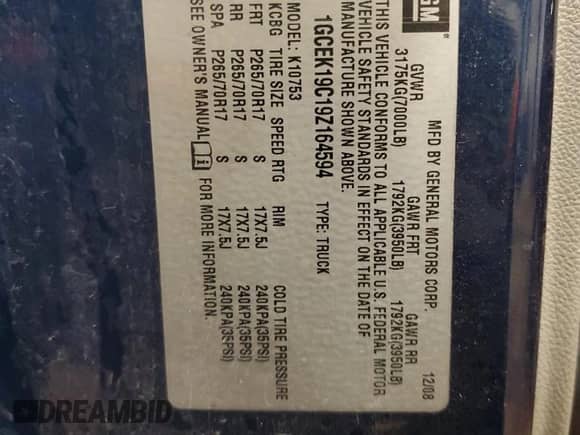 GM
MFD BY GENERAL MOTORS CORP. 12/08
GVWR GAWR FRT GAWR RR
3175KG(7000LB) 1792KG(3950LB) 1792KG(3950LB)
THIS VEHICLE CONFORMS TO ALL APPLICABLE U.S. FEDERAL MOTOR
VEHICLE SAFETY STANDARDS IN EFFECT ON THE DATE OF
MANUFACTURE SHOWN ABOVE.
1GCEK19C19Z164594 TYPE: TRUCK
MODEL: K10753
KCBG TIRE SIZE SPEED RTG RIM COLD TIRE PRESSURE
FRT P265/70R17 S 17X7.5J 240KPA(35PSI)
RR P265/70R17 S 17X7.5J 240KPA(35PSI)
SPA P265/70R17 S 17X7.5J 240KPA(35PSI)
SEE OWNER'S MANUAL i FOR MORE INFORMATION.
DREAMBID